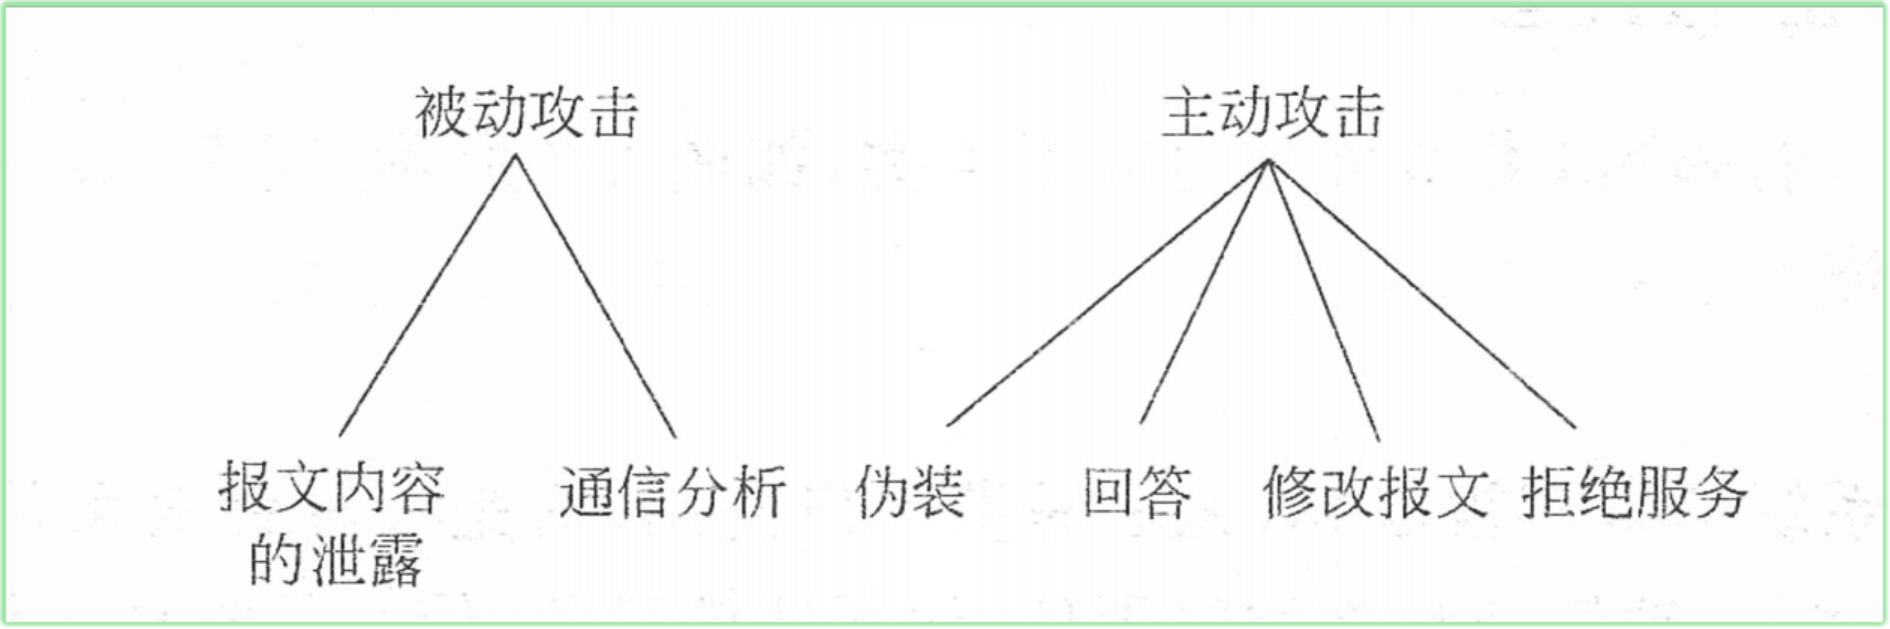 被动攻击
主动攻击
报文内容
的泄露
通信分析
伪装
回答
修改报文
拒绝服务